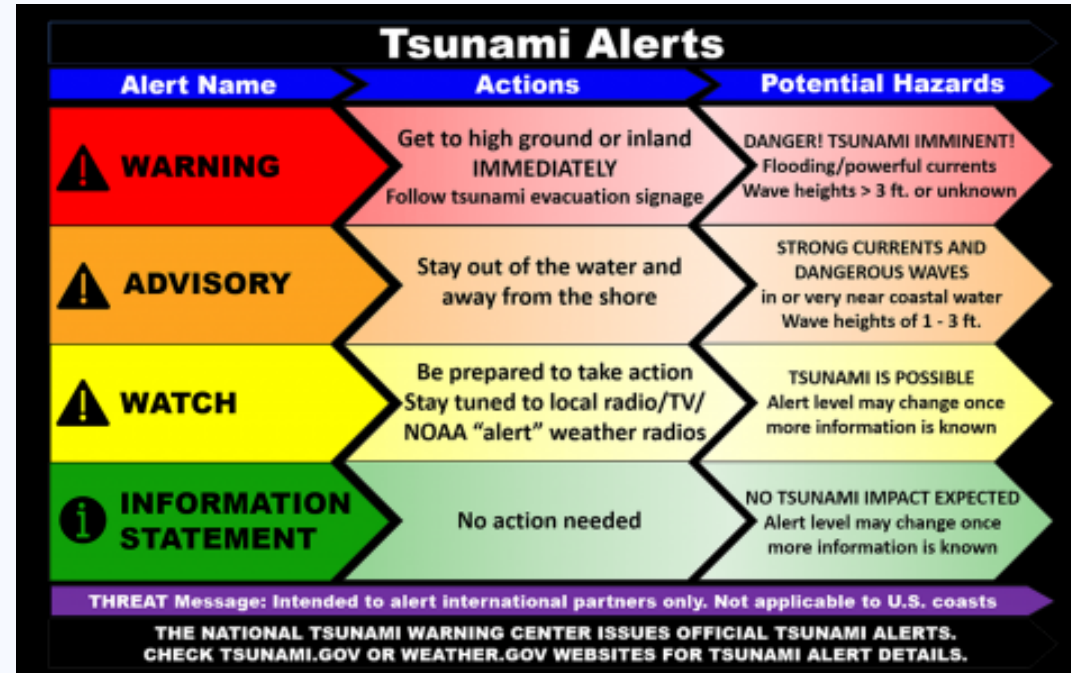 Tsunami Alerts
Alert Name
Actions
Potential Hazards
WARNING
Get to high ground or inland
IMMEDIATELY
Follow tsunami evacuation signage
DANGER! TSUNAMI IMMINENT!
Flooding/powerful currents
Wave heights > 3 ft. or unknown
ADVISORY
Stay out of the water and
away from the shore
STRONG CURRENTS AND
DANGEROUS WAVES
in or very near coastal water
Wave heights of 1 - 3 ft.
WATCH
Be prepared to take action
Stay tuned to local radio/TV/
NOAA “alert” weather radios
TSUNAMI IS POSSIBLE
Alert level may change once
more information is known
INFORMATION
STATEMENT
No action needed
NO TSUNAMI IMPACT EXPECTED
Alert level may change once
more information is known
THREAT Message: Intended to alert international partners only. Not applicable to U.S. coasts
THE NATIONAL TSUNAMI WARNING CENTER ISSUES OFFICIAL TSUNAMI ALERTS.
CHECK TSUNAMI.GOV OR WEATHER.GOV WEBSITES FOR TSUNAMI ALERT DETAILS.